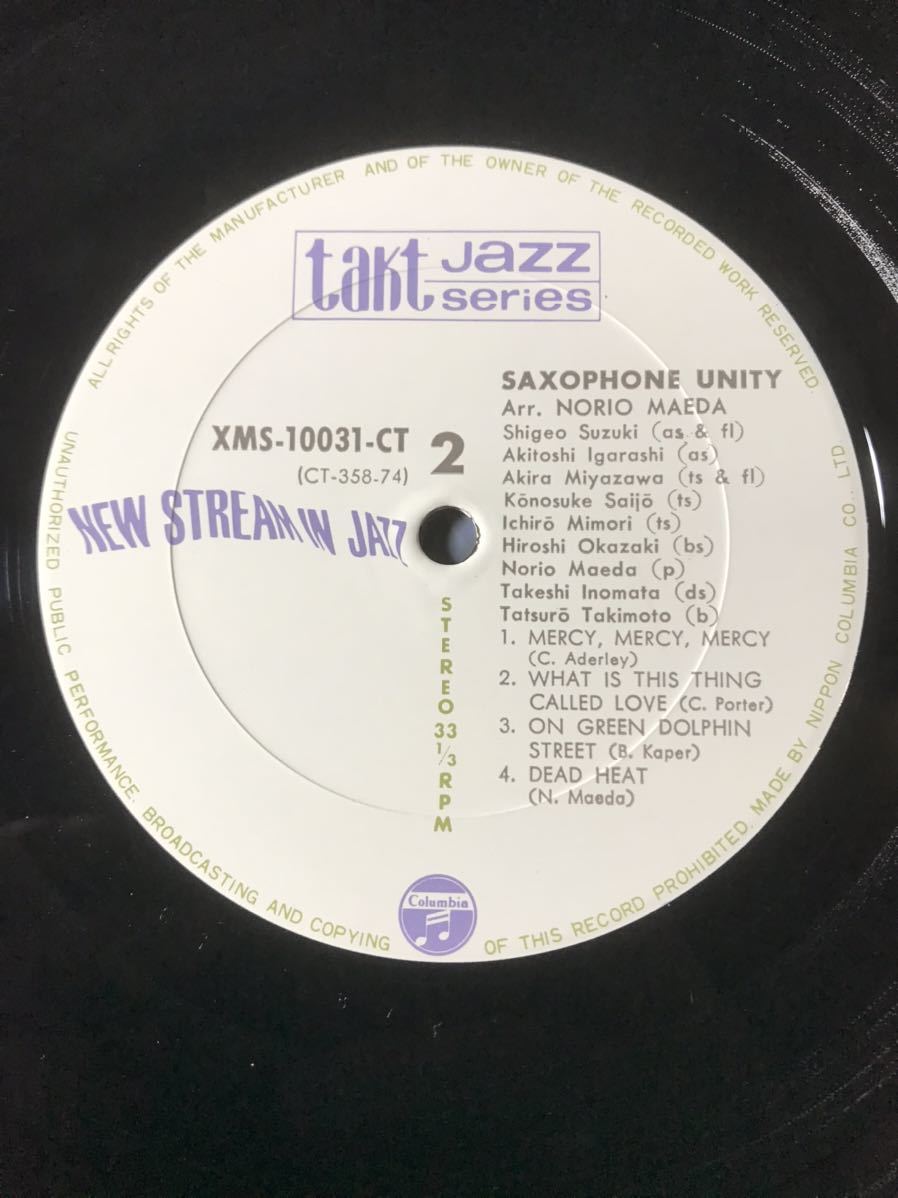 ALL RIGHTS OF THE MANUFACTURER AND OF THE OWNER OF THE RECORDED WORK RESERVED.
UNAUTHORIZED PUBLIC PERFORMANCE. BROADCASTING AND COPYING OF THIS RECORD PROHIBITED. MADE BY NIPPON COLUMBIA CO., LTD.
takt Jazz
series
XMS-10031-CT
(CT-358-74)
2
NEW STREAM IN JAZZ
STEREO 33 1/3 RPM
SAXOPHONE UNITY
Arr. NORIO MAEDA
Shigeo Suzuki (as & fl)
Akitoshi Igarashi (as)
Akira Miyazawa (ts & fl)
Kōnosuke Saijō (ts)
Ichirō Mimori (ts)
Hiroshi Okazaki (bs)
Norio Maeda (p)
Takeshi Inomata (ds)
Tatsurō Takimoto (b)
1. MERCY, MERCY, MERCY
(C. Aderley)
2. WHAT IS THIS THING
CALLED LOVE (C. Porter)
3. ON GREEN DOLPHIN
STREET (B. Kaper)
4. DEAD HEAT
(N. Maeda)
Columbia